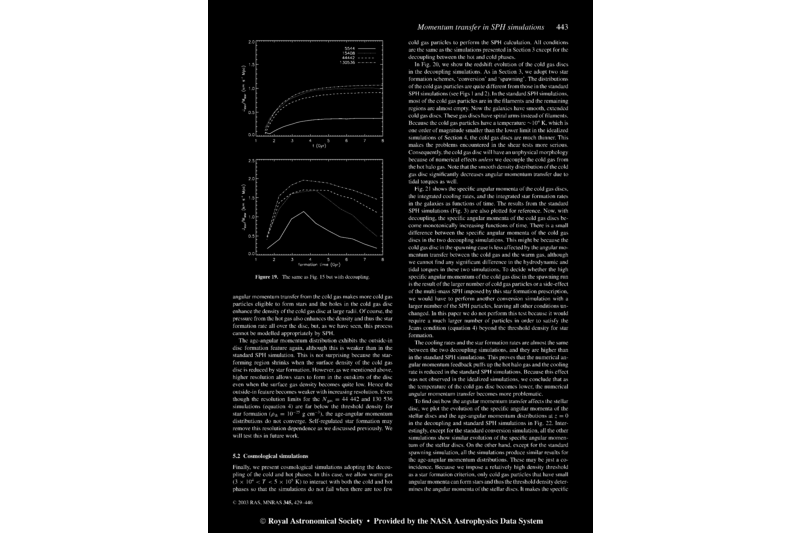 Momentum transfer in SPH simulations 443
5544
15408
44642
130536
t (Gyr)
formation time (Gyr)
Figure 19. The same as Fig. 15 but with decoupling.
angular momentum transfer from the cold gas makes more cold gas
particles eligible to form stars and the holes in the cold gas disc
enhance the density of the cold gas disc at large radii. Of course, the
pressure from the hot gas also enhances the density and thus the star
formation rate all over the disc, but, as we have seen, this process
cannot be modelled appropriately by SPH.
The age-angular momentum distribution exhibits the outside-in
disc formation feature again, although this is weaker than in the
standard SPH simulation. This is not surprising because the star-
forming region shrinks when the surface density of the cold gas
disc is reduced by star formation. However, as we mentioned above,
higher resolution allows stars to form in the outskirts of the disc
even when the surface gas density becomes quite low. Hence the
outside-in feature becomes weaker with increasing resolution. Even
though the resolution limits for the N = 44 442 and 130 536
simulations (equation 4) are far below the threshold density for
star formation (ρ = 10⁻²⁵ g cm⁻³), the age-angular momentum
distributions do not converge. Self-regulated star formation may
remove this resolution dependence as we discussed previously. We
will test this in future work.
5.2 Cosmological simulations
Finally, we present cosmological simulations adopting the decou-
pling of the cold and hot phases. In this case, we allow warm gas
(3 × 10⁴ < T < 5 × 10⁵ K) to interact with both the cold and hot
phases so that the simulations do not fail when there are too few
© 2003 RAS, MNRAS 345, 429–446
cold gas particles to perform the SPH calculation. All conditions
are the same as the simulations presented in Section 3 except for the
decoupling between the hot and cold phases.
In Fig. 20, we show the redshift evolution of the cold gas discs
in the decoupling simulations. As in Section 3, we adopt two star
formation schemes, ‘conversion’ and ‘spawning’. The distributions
of the cold gas particles are quite different from those in the standard
SPH simulations (see Figs 1 and 2). In the standard SPH simulations,
most of the cold gas particles are in the filaments and the remaining
regions are almost empty. Now the galaxies have smooth, extended
cold gas discs. These gas discs have spiral arms instead of filaments.
Because the cold gas particles have a temperature ~10⁴ K, which is
one order of magnitude smaller than the lower limit in the idealized
simulations of Section 4, the cold gas discs are much thinner. This
makes the problems encountered in the shear tests more serious.
Consequently, the cold gas disc will have an unphysical morphology
because of numerical effects unless we decouple the cold gas from
the hot halo gas. Note that the smooth density distribution of the cold
gas disc significantly decreases angular momentum transfer due to
tidal torques as well.
Fig. 21 shows the specific angular momenta of the cold gas discs,
the integrated cooling rates, and the integrated star formation rates
in the galaxies as functions of time. The results from the standard
SPH simulations (Fig. 3) are also plotted for reference. Now, with
decoupling, the specific angular momenta of the cold gas discs be-
come monotonically increasing functions of time. There is a small
difference between the specific angular momenta of the cold gas
discs in the two decoupling simulations. This might be because the
cold gas disc in the spawning case is less affected by the angular mo-
mentum transfer between the cold gas and the warm gas, although
we cannot find any significant difference in the hydrodynamic and
tidal torques in these two simulations. To decide whether the high
specific angular momentum of the cold gas disc in the spawning run
is the result of the larger number of cold gas particles or a side-effect
of the multi-mass SPH imposed by this star formation prescription,
we would have to perform another conversion simulation with a
larger number of the SPH particles, leaving all other conditions un-
changed. In this paper we do not perform this test because it would
require a much larger number of particles in order to satisfy the
Jeans condition (equation 4) beyond the threshold density for star
formation.
The cooling rates and the star formation rates are almost the same
between the two decoupling simulations, and they are higher than
in the standard SPH simulations. This proves that the numerical an-
gular momentum feedback puffs up the hot halo gas and the cooling
rate is reduced in the standard SPH simulations. Because this effect
was not observed in the idealized simulations, we conclude that as
the temperature of the cold gas disc becomes lower, the numerical
angular momentum transfer becomes more problematic.
To find out how the angular momentum transfer affects the stellar
disc, we plot the evolution of the specific angular momenta of the
stellar discs and the age-angular momentum distributions at z = 0
in the decoupling and standard SPH simulations in Fig. 22. Inter-
estingly, except for the standard conversion simulation, all the other
simulations show similar evolution of the specific angular momen-
tum of the stellar discs. On the other hand, except for the standard
spawning simulation, all the simulations produce similar results for
the age-angular momentum distributions. These may be just a co-
incidence. Because we impose a relatively high density threshold
as a star formation criterion, only cold gas particles that have small
angular momenta can form stars and thus the threshold density deter-
mines the angular momenta of the stellar discs. It makes the specific
© Royal Astronomical Society • Provided by the NASA Astrophysics Data System